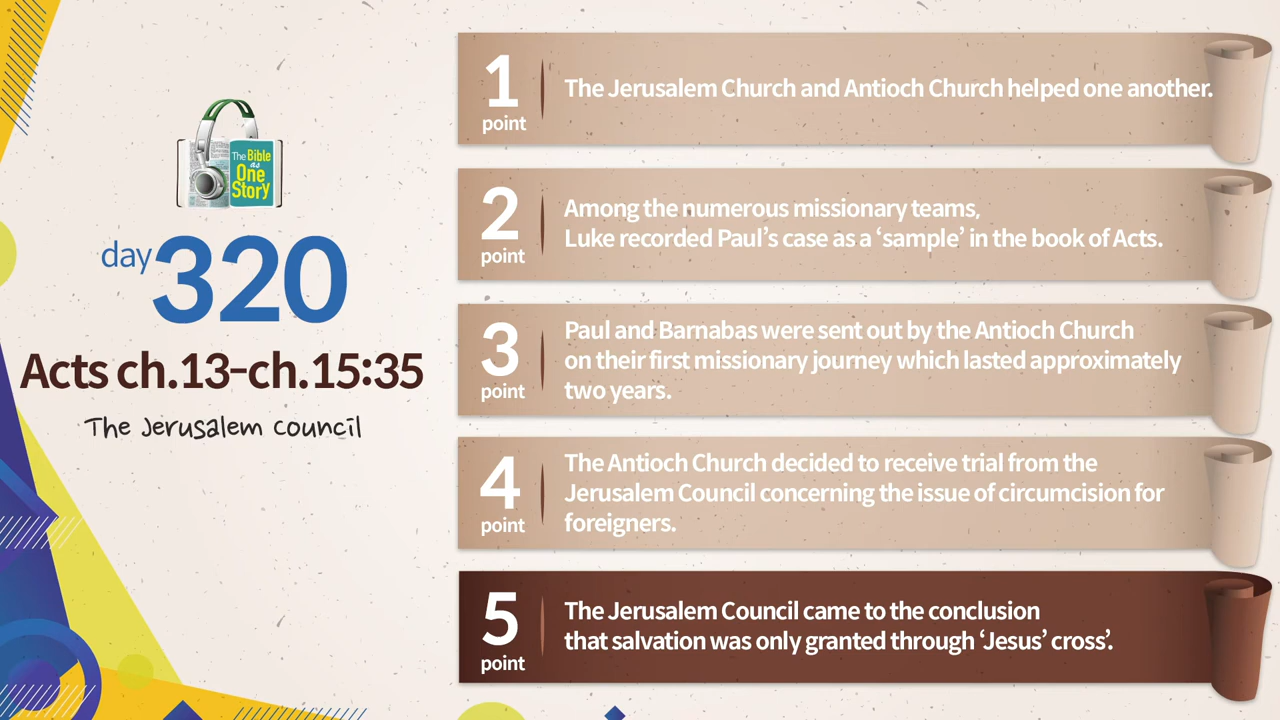 The Bible
as
One
Story
day 320
Acts ch.13-ch.15:35
The Jerusalem Council
1
point
The Jerusalem Church and Antioch Church helped one another.
2
point
Among the numerous missionary teams,
Luke recorded Paul's case as a ‘sample’ in the book of Acts.
3
point
Paul and Barnabas were sent out by the Antioch Church
on their first missionary journey which lasted approximately
two years.
4
point
The Antioch Church decided to receive trial from the
Jerusalem Council concerning the issue of circumcision for
foreigners.
5
point
The Jerusalem Council came to the conclusion
that salvation was only granted through ‘Jesus’ cross’.